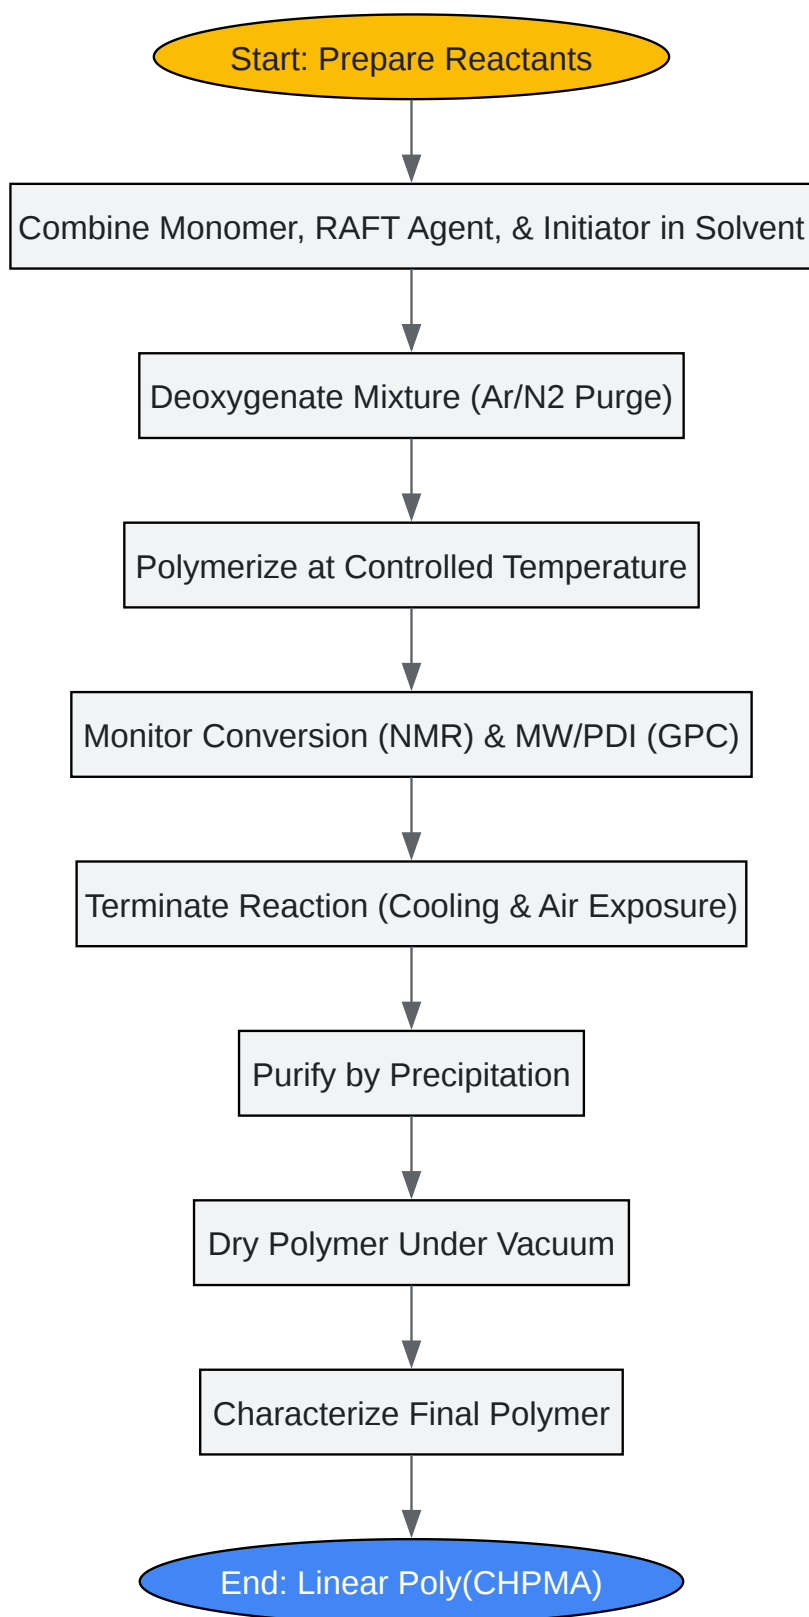 Start: Prepare Reactants
Combine Monomer, RAFT Agent, & Initiator in Solvent
Deoxygenate Mixture (Ar/N2 Purge)
Polymerize at Controlled Temperature
Monitor Conversion (NMR) & MW/PDI (GPC)
Terminate Reaction (Cooling & Air Exposure)
Purify by Precipitation
Dry Polymer Under Vacuum
Characterize Final Polymer
End: Linear Poly(CHPMA)